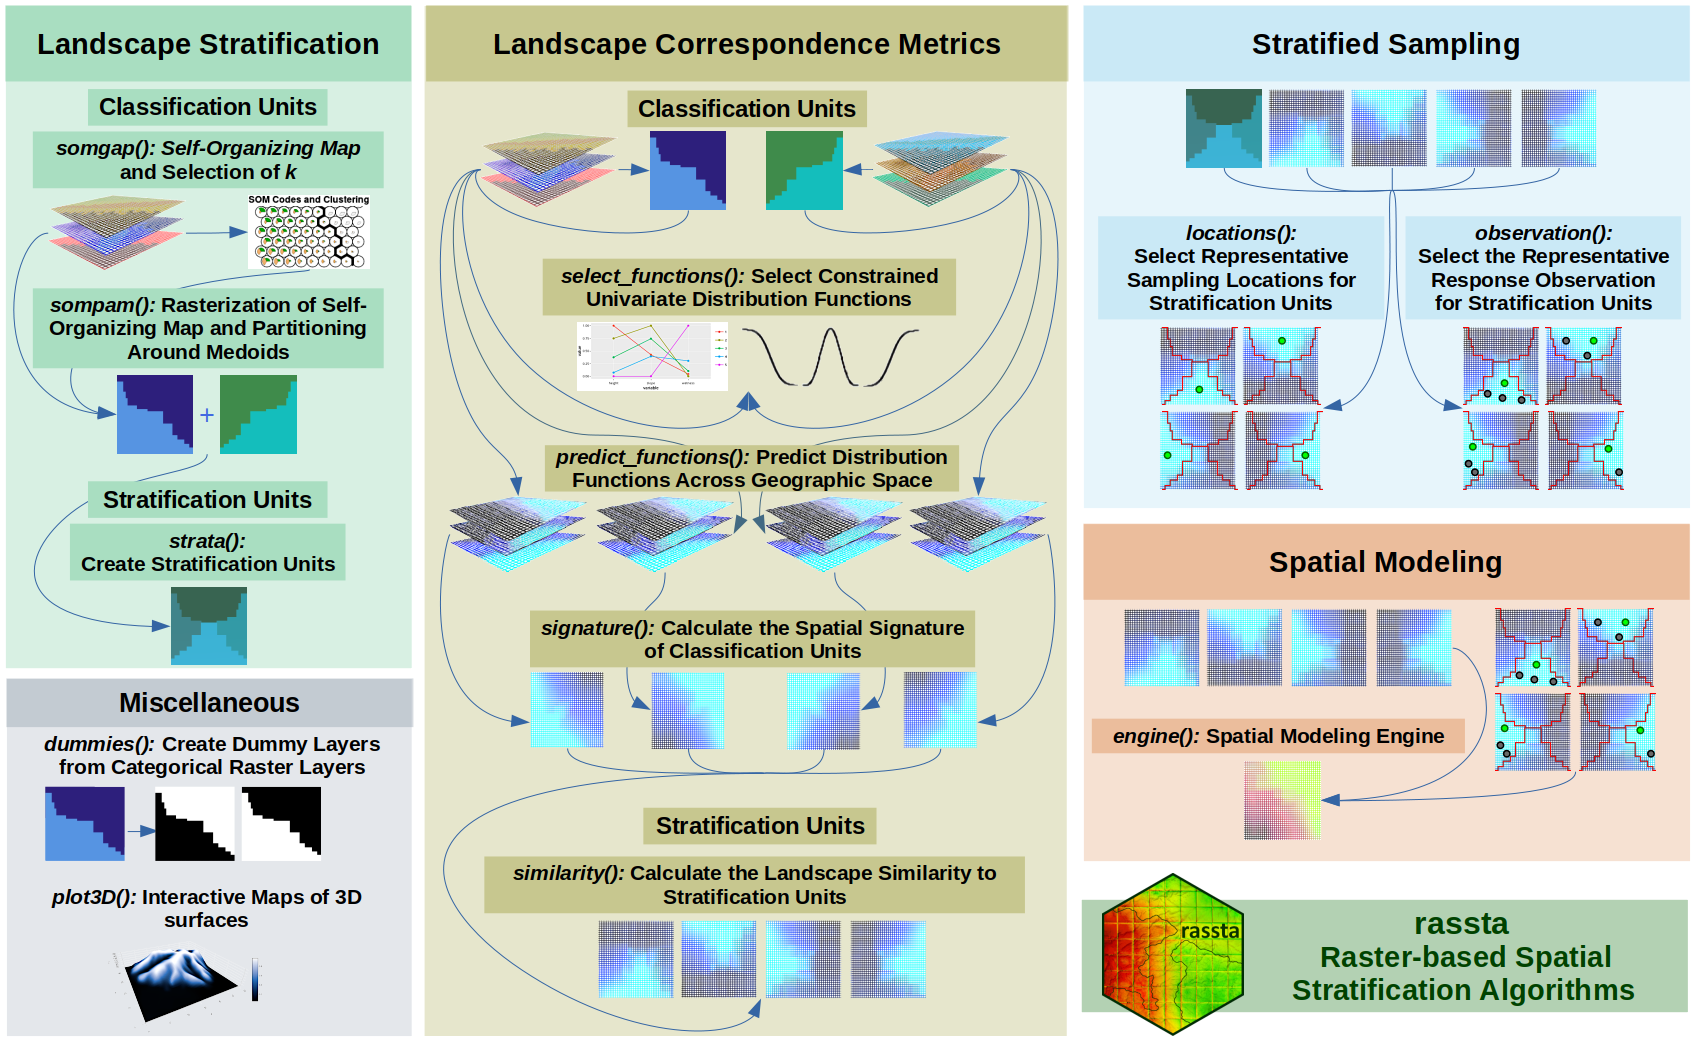 Landscape Stratification
Classification Units
somgap(): Self-Organizing Map
and Selection of k
SOM Codes and Clustering
sompam(): Rasterization of Self-
Organizing Map and Partitioning
Around Medoids
+
Stratification Units
strata():
Create Stratification Units
Miscellaneous
dummies(): Create Dummy Layers
from Categorical Raster Layers
plot3D(): Interactive Maps of 3D
surfaces
Landscape Correspondence Metrics
Classification Units
select_functions(): Select Constrained
Univariate Distribution Functions
value
height
slope
wetness
variable
predict_functions(): Predict Distribution
Functions Across Geographic Space
signature(): Calculate the Spatial Signature
of Classification Units
Stratification Units
similarity(): Calculate the Landscape Similarity to
Stratification Units
Stratified Sampling
locations():
Select Representative
Sampling Locations for
Stratification Units
observation():
Select the Representative
Response Observation
for Stratification Units
Spatial Modeling
engine(): Spatial Modeling Engine
rassta
rassta
Raster-based Spatial
Stratification Algorithms